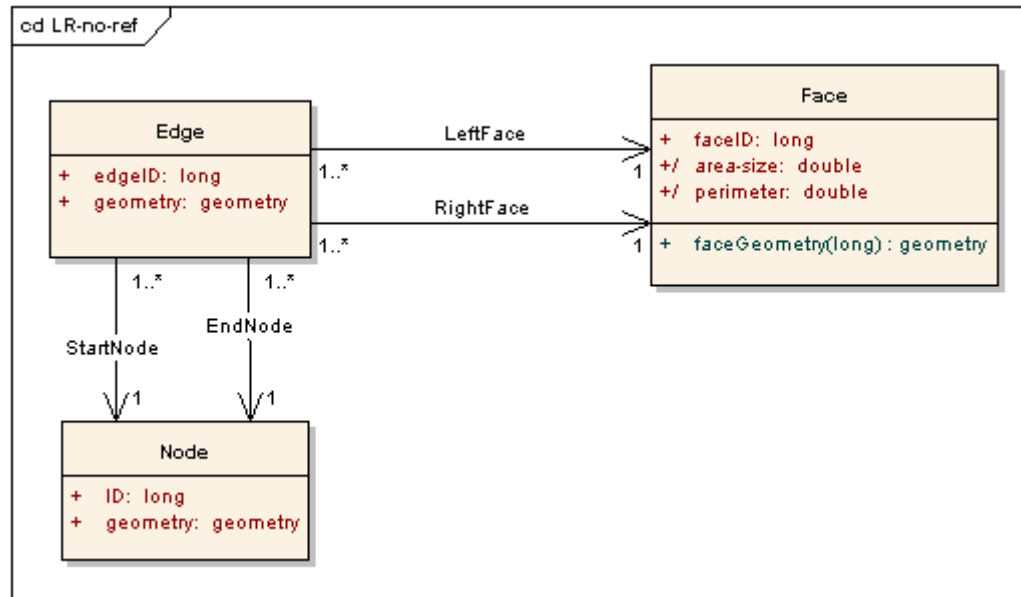 cd LR-no-ref
Edge
+ edgeID: long
+ geometry: geometry
LeftFace
1..*
1
RightFace
1..*
1
Face
+ faceID: long
+/ area-size: double
+/ perimeter: double
+ faceGeometry(long) : geometry
1..*
1..*
EndNode
StartNode
1
1
Node
+ ID: long
+ geometry: geometry